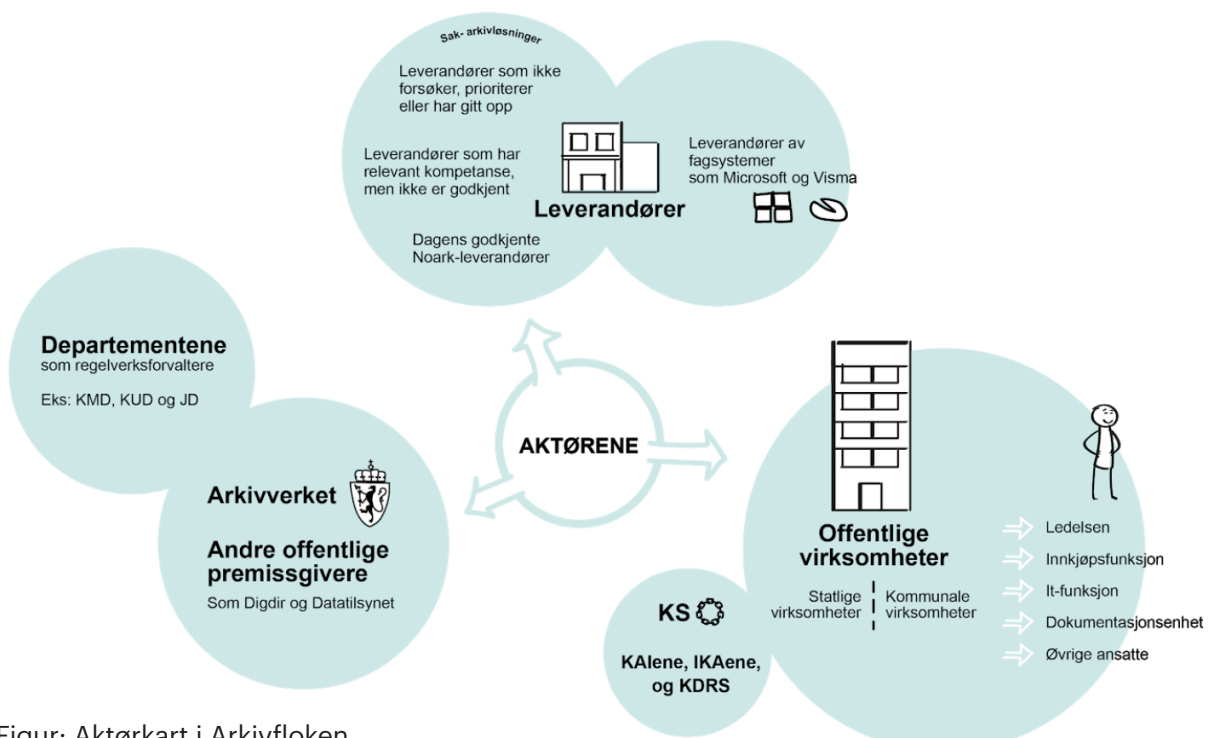 Sak- arkivløsninger
Leverandører som ikke
forsøker, prioriterer
eller har gitt opp
Leverandører som har
relevant kompetanse,
men ikke er godkjent
Dagens godkjente
Noark-leverandører
Leverandører
Leverandører av
fagsystemer
som Microsoft og Visma
Departementene
som regelverksforvaltere
Eks: KMD, KUD og JD
Arkivverket
Andre offentlige
premissgivere
Som Digdir og Datatilsynet
AKTØRENE
Offentlige
virksomheter
Statlige
virksomheter
Kommunale
virksomheter
Ledelsen
Innkjøpsfunksjon
It-funksjon
Dokumentasjonsenhet
Øvrige ansatte
KS
KAIene, IKAene,
og KDRS
Figur: Aktørkart i Arkivfloken